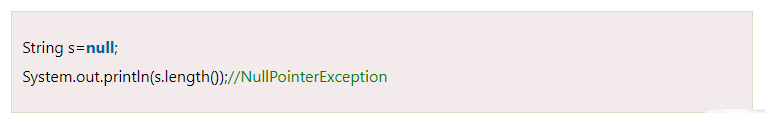 String s=null;
System.out.println(s.length());//NullPointerException